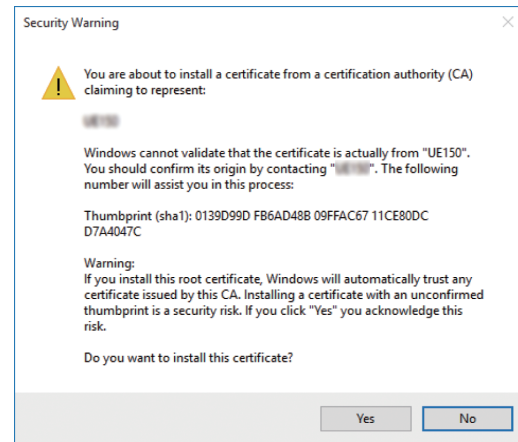 Security Warning
You are about to install a certificate from a certification authority (CA)
claiming to represent:
Windows cannot validate that the certificate is actually from "UE150".
You should confirm its origin by contacting " ". The following
number will assist you in this process:
Thumbprint (sha1): 0139D99D FB6AD48B 09FFAC67 11CE80DC
D7A4047C
Warning:
If you install this root certificate, Windows will automatically trust any
certificate issued by this CA. Installing a certificate with an unconfirmed
thumbprint is a security risk. If you click "Yes" you acknowledge this
risk.
Do you want to install this certificate?
Yes No